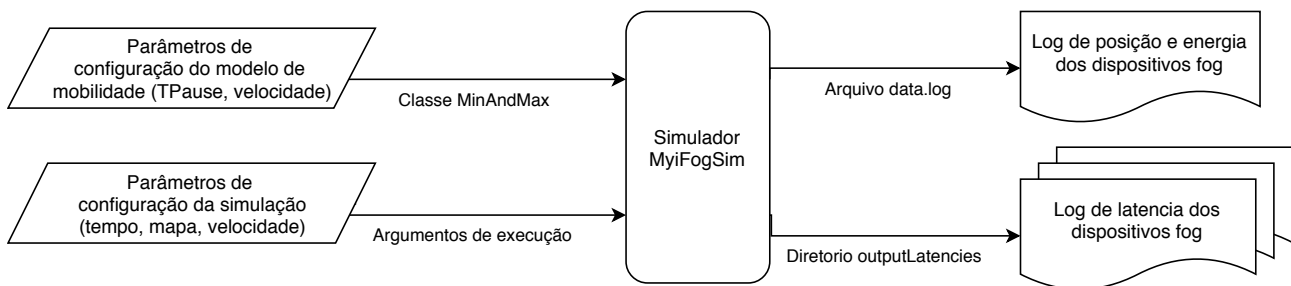 Parâmetros de
configuração do modelo de
mobilidade (TPause, velocidade)
Classe MinAndMax
Parâmetros de
configuração da simulação
(tempo, mapa, velocidade)
Argumentos de execução
Simulador
MyiFogSim
Arquivo data.log
Log de posição e energia
dos dispositivos fog
Diretorio outputLatencies
Log de latencia dos
dispositivos fog